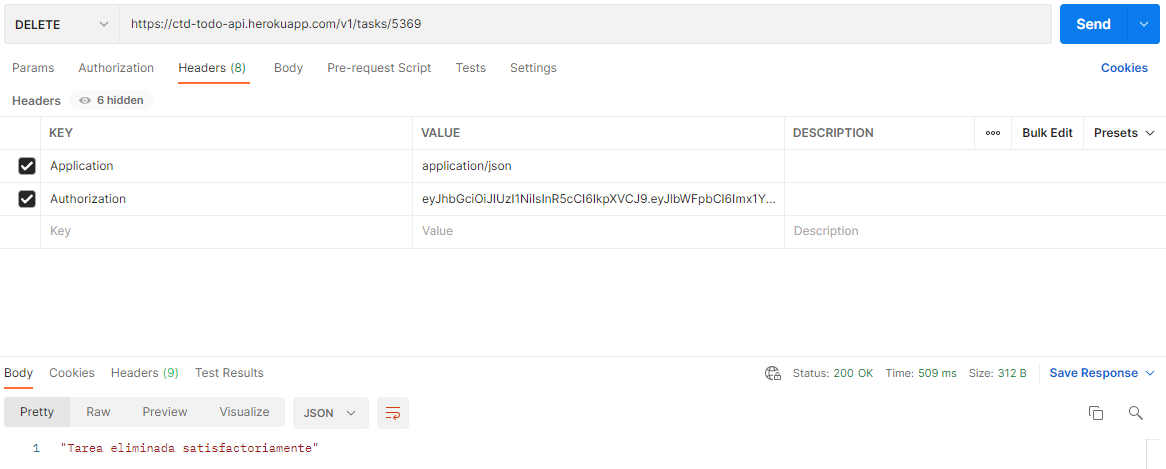 DELETE https://ctd-todo-api.herokuapp.com/v1/tasks/5369 Send
Params Authorization Headers (8) Body Pre-request Script Tests Settings Cookies
Headers 6 hidden
KEY VALUE DESCRIPTION ooo Bulk Edit Presets
Application application/json
Authorization eyJhbGciOiJIUzI1NiIsInR5cCI6IkpXVCJ9.eyJlbWFpbCI6Imx1Y...
Key Value Description
Body Cookies Headers (9) Test Results Status: 200 OK Time: 509 ms Size: 312 B Save Response
Pretty Raw Preview Visualize JSON
1 "Tarea eliminada satisfactoriamente"